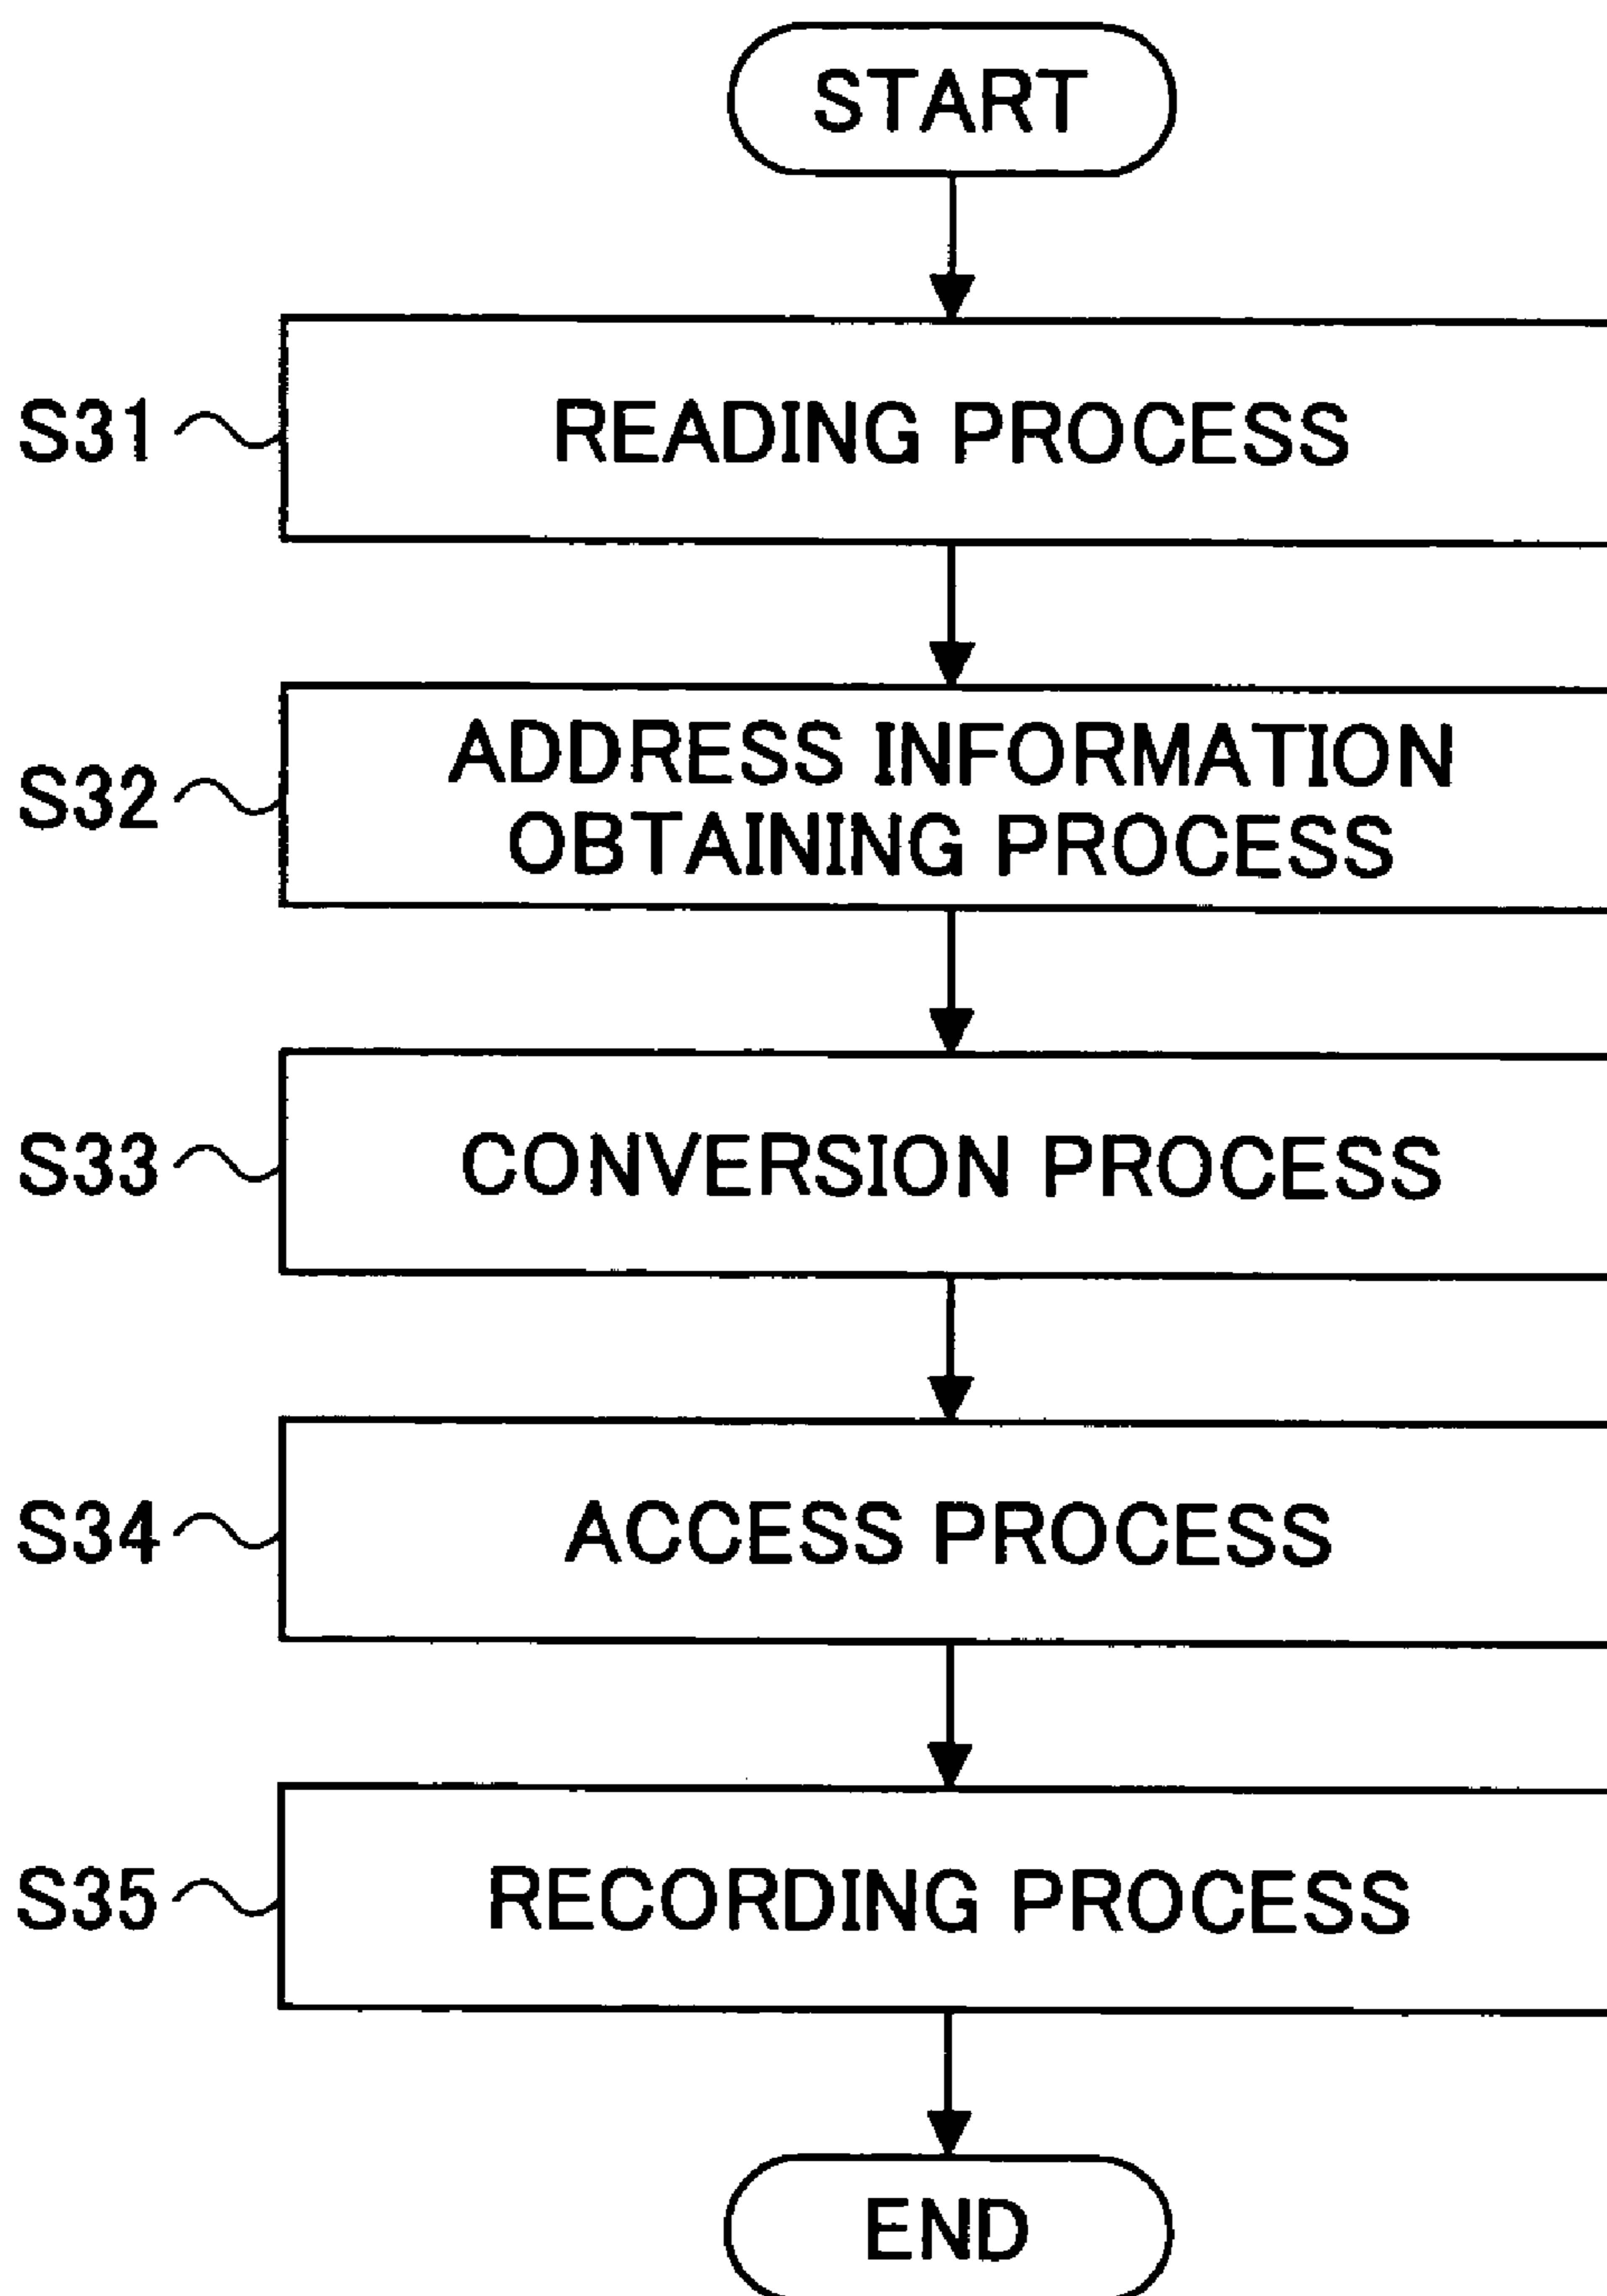 START
S31 READING PROCESS
S32 ADDRESS INFORMATION
OBTAINING PROCESS
S33 CONVERSION PROCESS
S34 ACCESS PROCESS
S35 RECORDING PROCESS
END